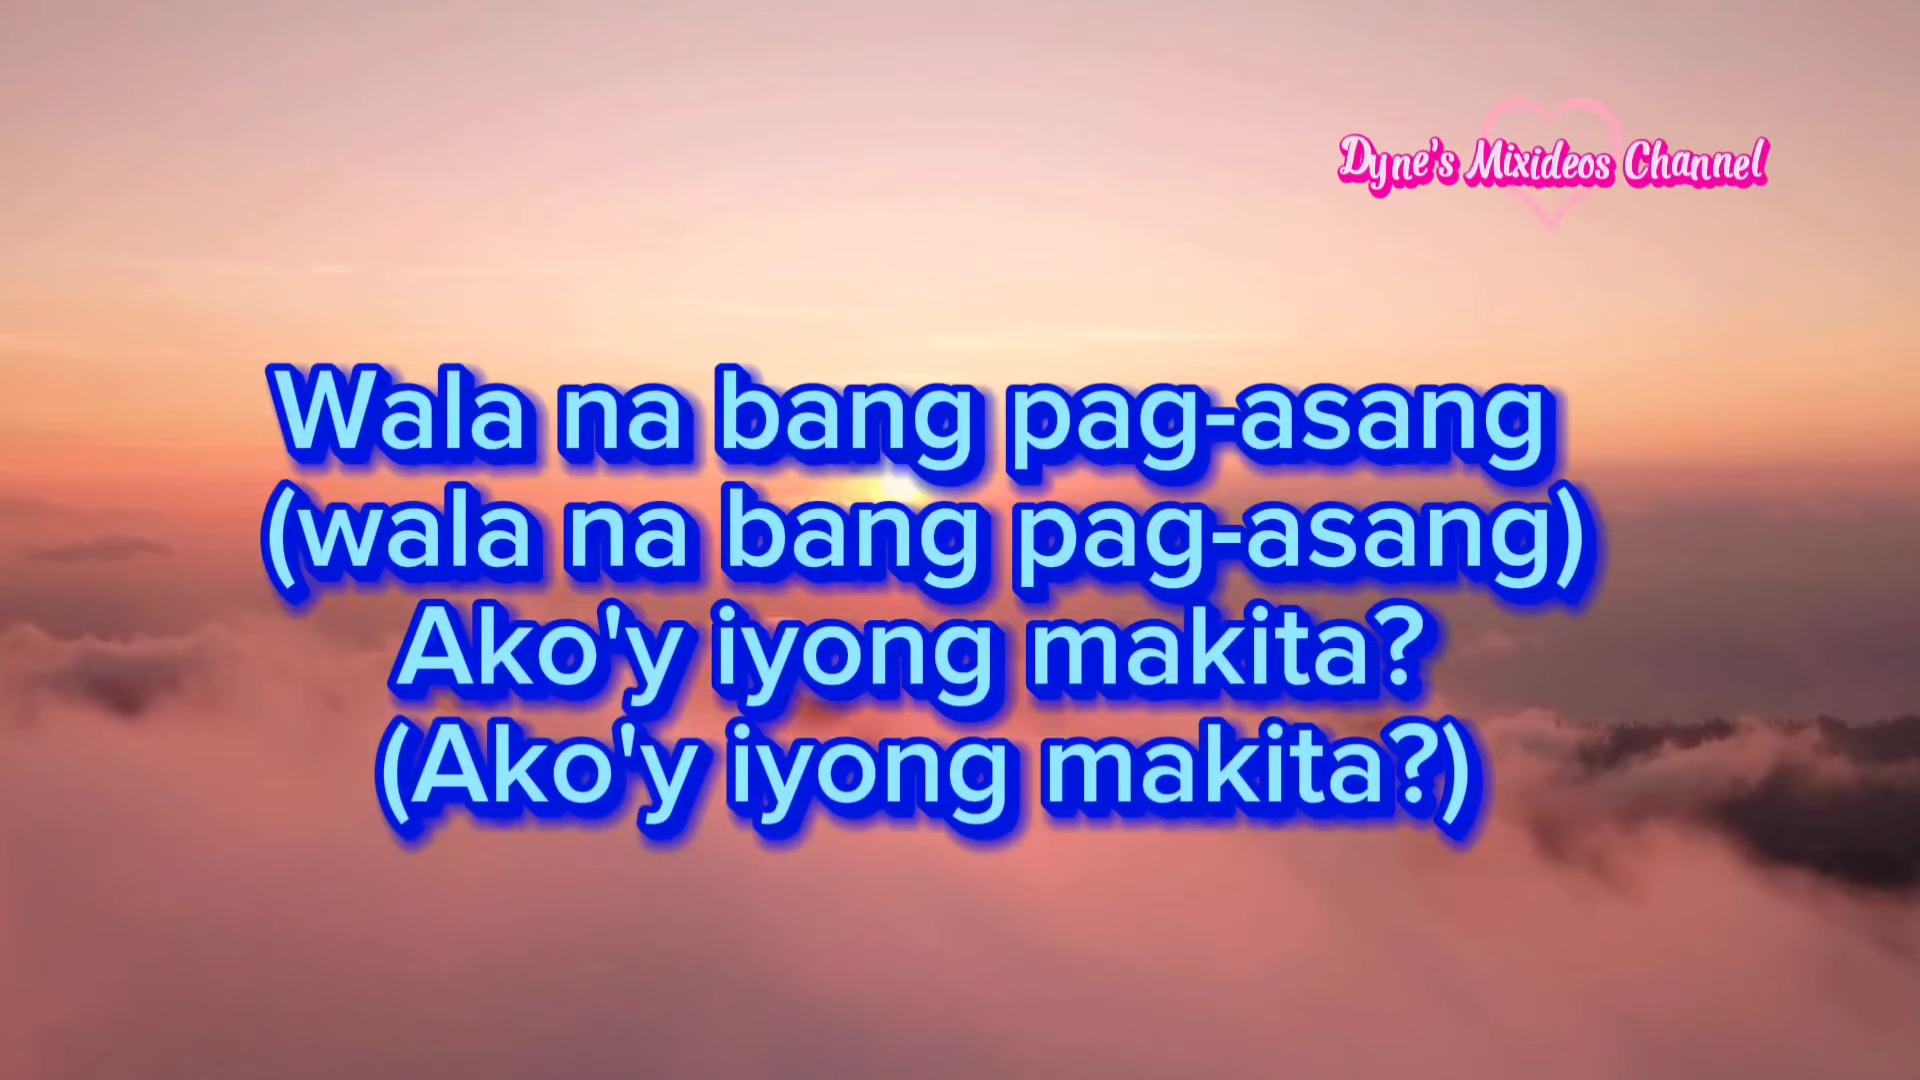 Dyne's Mixideos Channel
Wala na bang pag-asang
(wala na bang pag-asang)
Ako'y iyong makita?
(Ako'y iyong makita?)